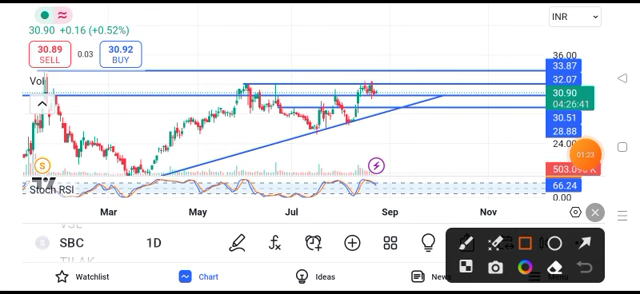 INR
30.90 +0.16 (+0.52%)
30.89
SELL
0.03
30.92
BUY
36.00
33.87
Vol
32.07
30.90
04:26:41
30.51
28.88
24.00
01:23
S
503.09
K
Stoch RSI
66.24
0.00
Mar
May
Jul
Sep
Nov
SBC
1D
Watchlist
Chart
Ideas
News